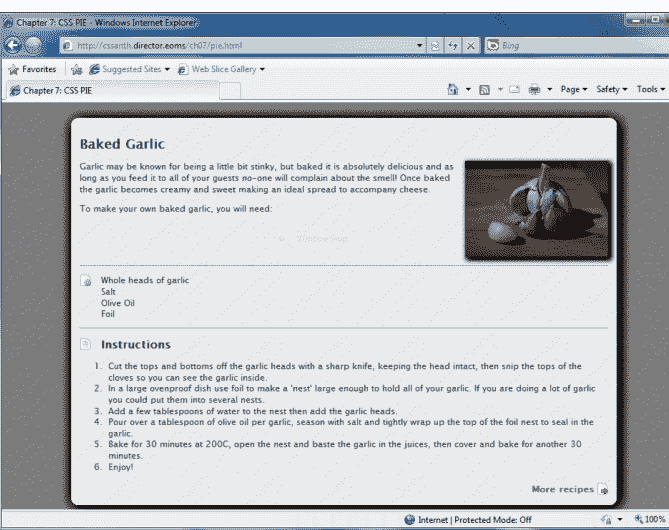 Chapter 7: CSS PIE - Windows Internet Explorer
http://cssanth.director.eoms/ch07/pie.html
Bing
Favorites Suggested Sites Web Slice Gallery
Chapter 7: CSS PIE
Page Safety Tools
Baked Garlic
Garlic may be known for being a little bit stinky, but baked it is absolutely delicious and as
long as you feed it to all of your guests no-one will complain about the smell! Once baked
the garlic becomes creamy and sweet making an ideal spread to accompany cheese.
To make your own baked garlic, you will need:
Window Snip
Whole heads of garlic
Salt
Olive Oil
Foil
Instructions
1. Cut the tops and bottoms off the garlic heads with a sharp knife, keeping the head intact, then snip the tops of the
cloves so you can see the garlic inside.
2. In a large ovenproof dish use foil to make a 'nest' large enough to hold all of your garlic. If you are doing a lot of garlic
you could put them into several nests.
3. Add a few tablespoons of water to the nest then add the garlic heads.
4. Pour over a tablespoon of olive oil per garlic, season with salt and tightly wrap up the top of the foil nest to seal in the
garlic.
5. Bake for 30 minutes at 200C, open the nest and baste the garlic in the juices, then cover and bake for another 30
minutes.
6. Enjoy!
More recipes
Internet | Protected Mode: Off
100%